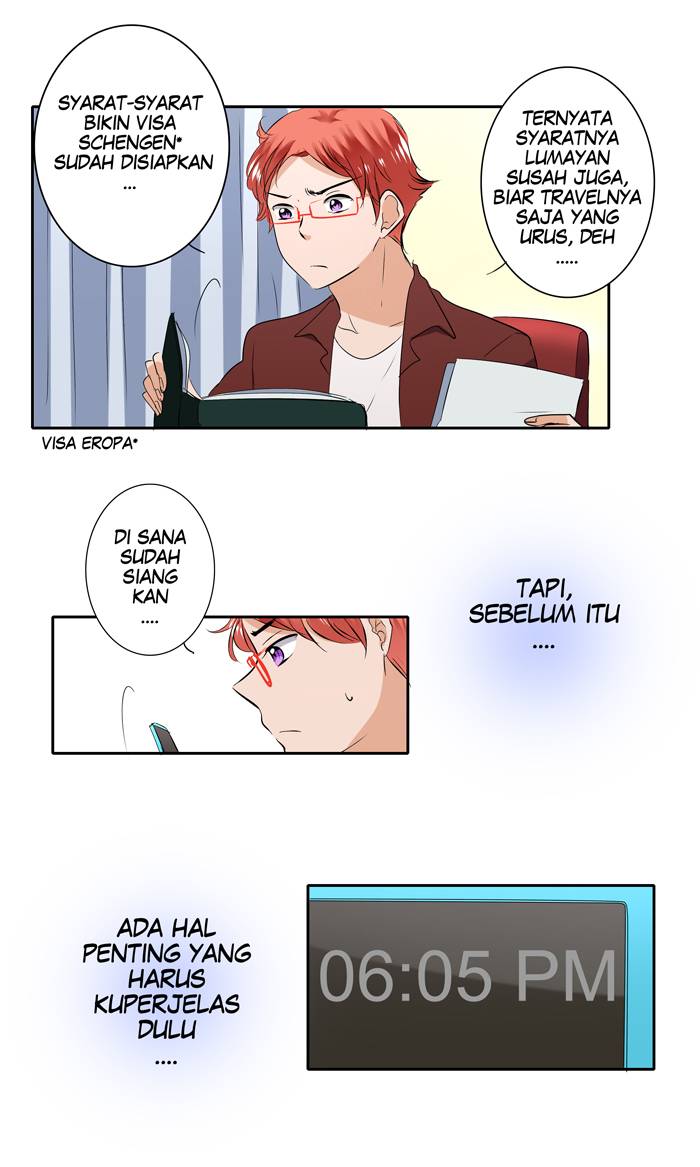 SYARAT-SYARAT
BIKIN VISA
SCHENGEN*
SUDAH DISIAPKAN
...
TERNYATA
SYARATNYA
LUMAYAN
SUSAH JUGA,
BIAR TRAVELNYA
SAJA YANG
URUS, DEH
.....
VISA EROPA*
DI SANA
SUDAH
SIANG
KAN
....
TAPI,
SEBELUM ITU
....
ADA HAL
PENTING YANG
HARUS
KUPERJELAS
DULU
....
06:05 PM